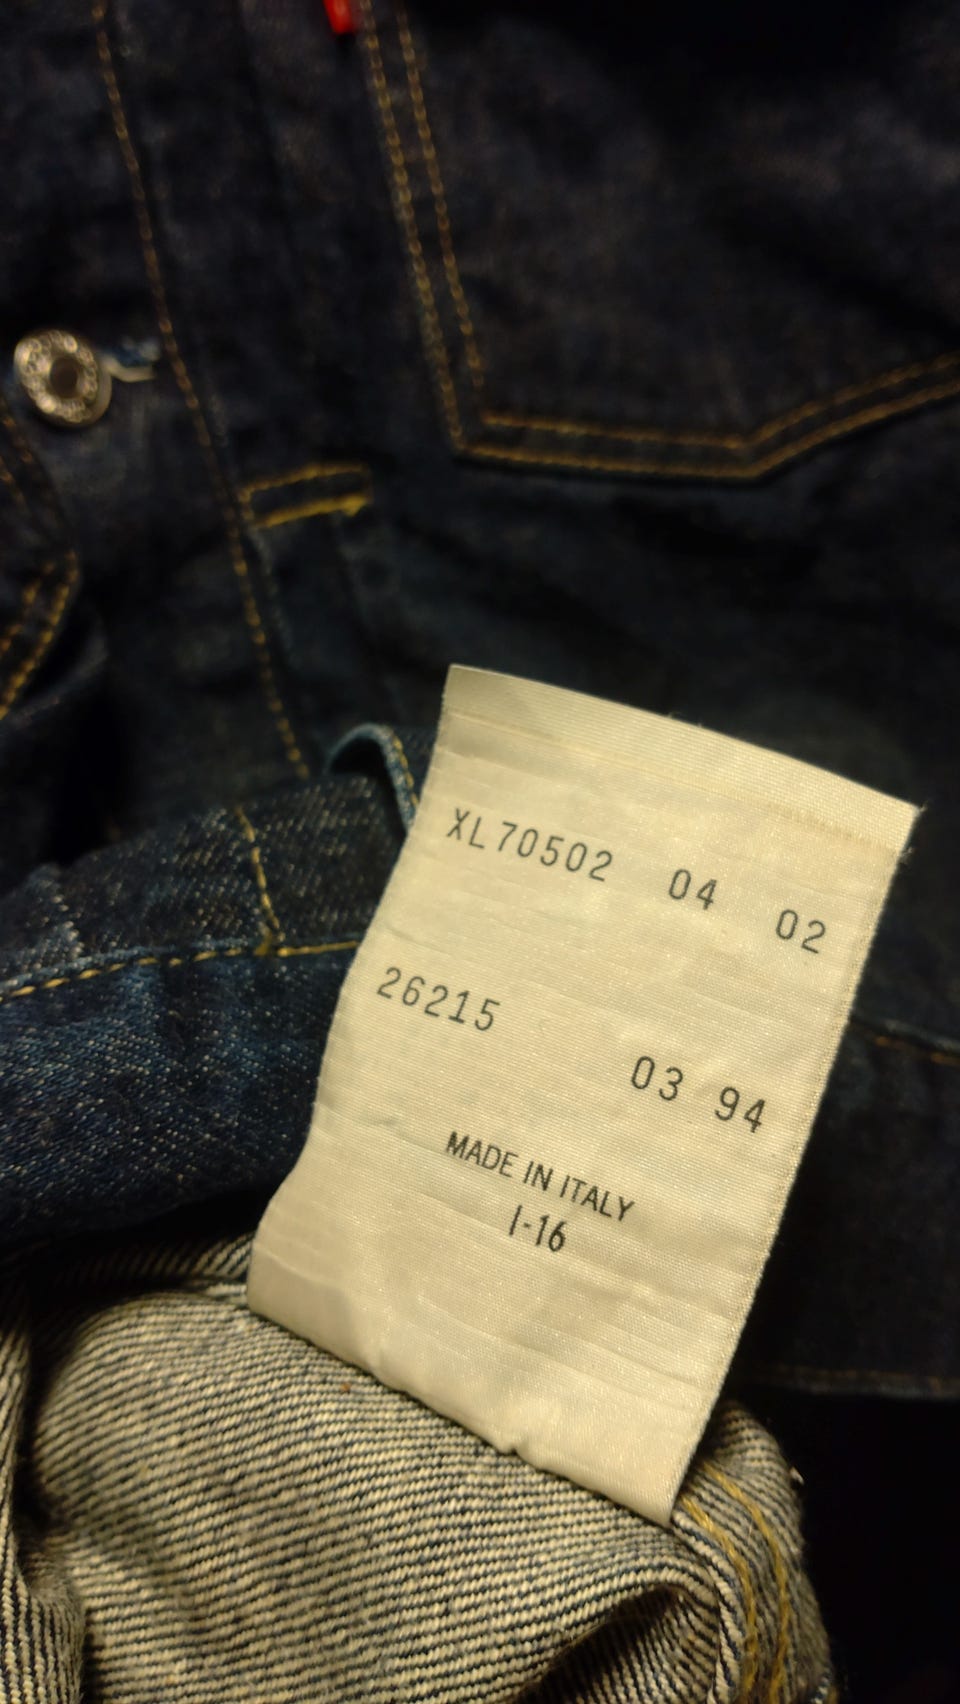 XL70502 04 02
26215
03 94
MADE IN ITALY
I-16